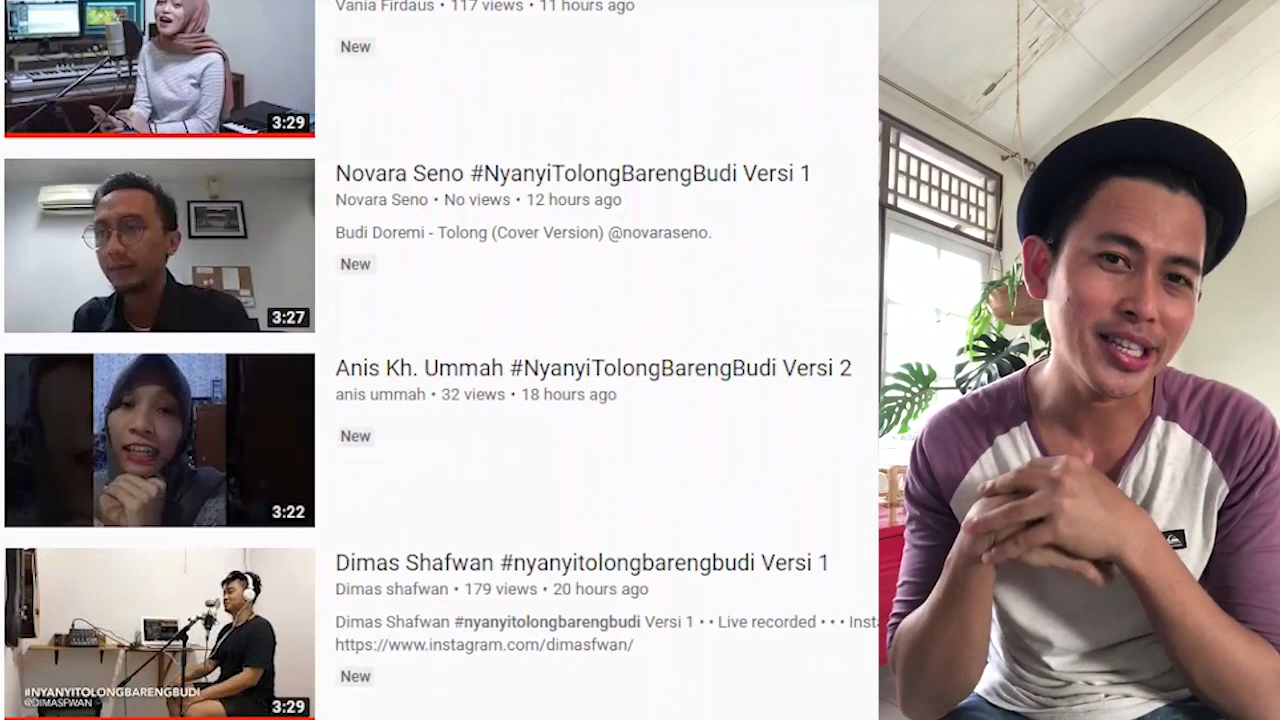 Vania Firdaus • 117 views • 11 hours ago
New
3:29
Novara Seno #NyanyiTolongBarengBudi Versi 1
Novara Seno • No views • 12 hours ago
Budi Doremi - Tolong (Cover Version) @novaraseno.
New
3:27
Anis Kh. Ummah #NyanyiTolongBarengBudi Versi 2
anis ummah • 32 views • 18 hours ago
New
3:22
Dimas Shafwan #nyanyitolongbarengbudi Versi 1
Dimas shafwan • 179 views • 20 hours ago
Dimas Shafwan #nyanyitolongbarengbudi Versi 1 • • Live recorded • • • Inst
https://www.instagram.com/dimasfwan/
New
#NYANYITOLONGBARENGBUDI
@DIMASFWAN
3:29